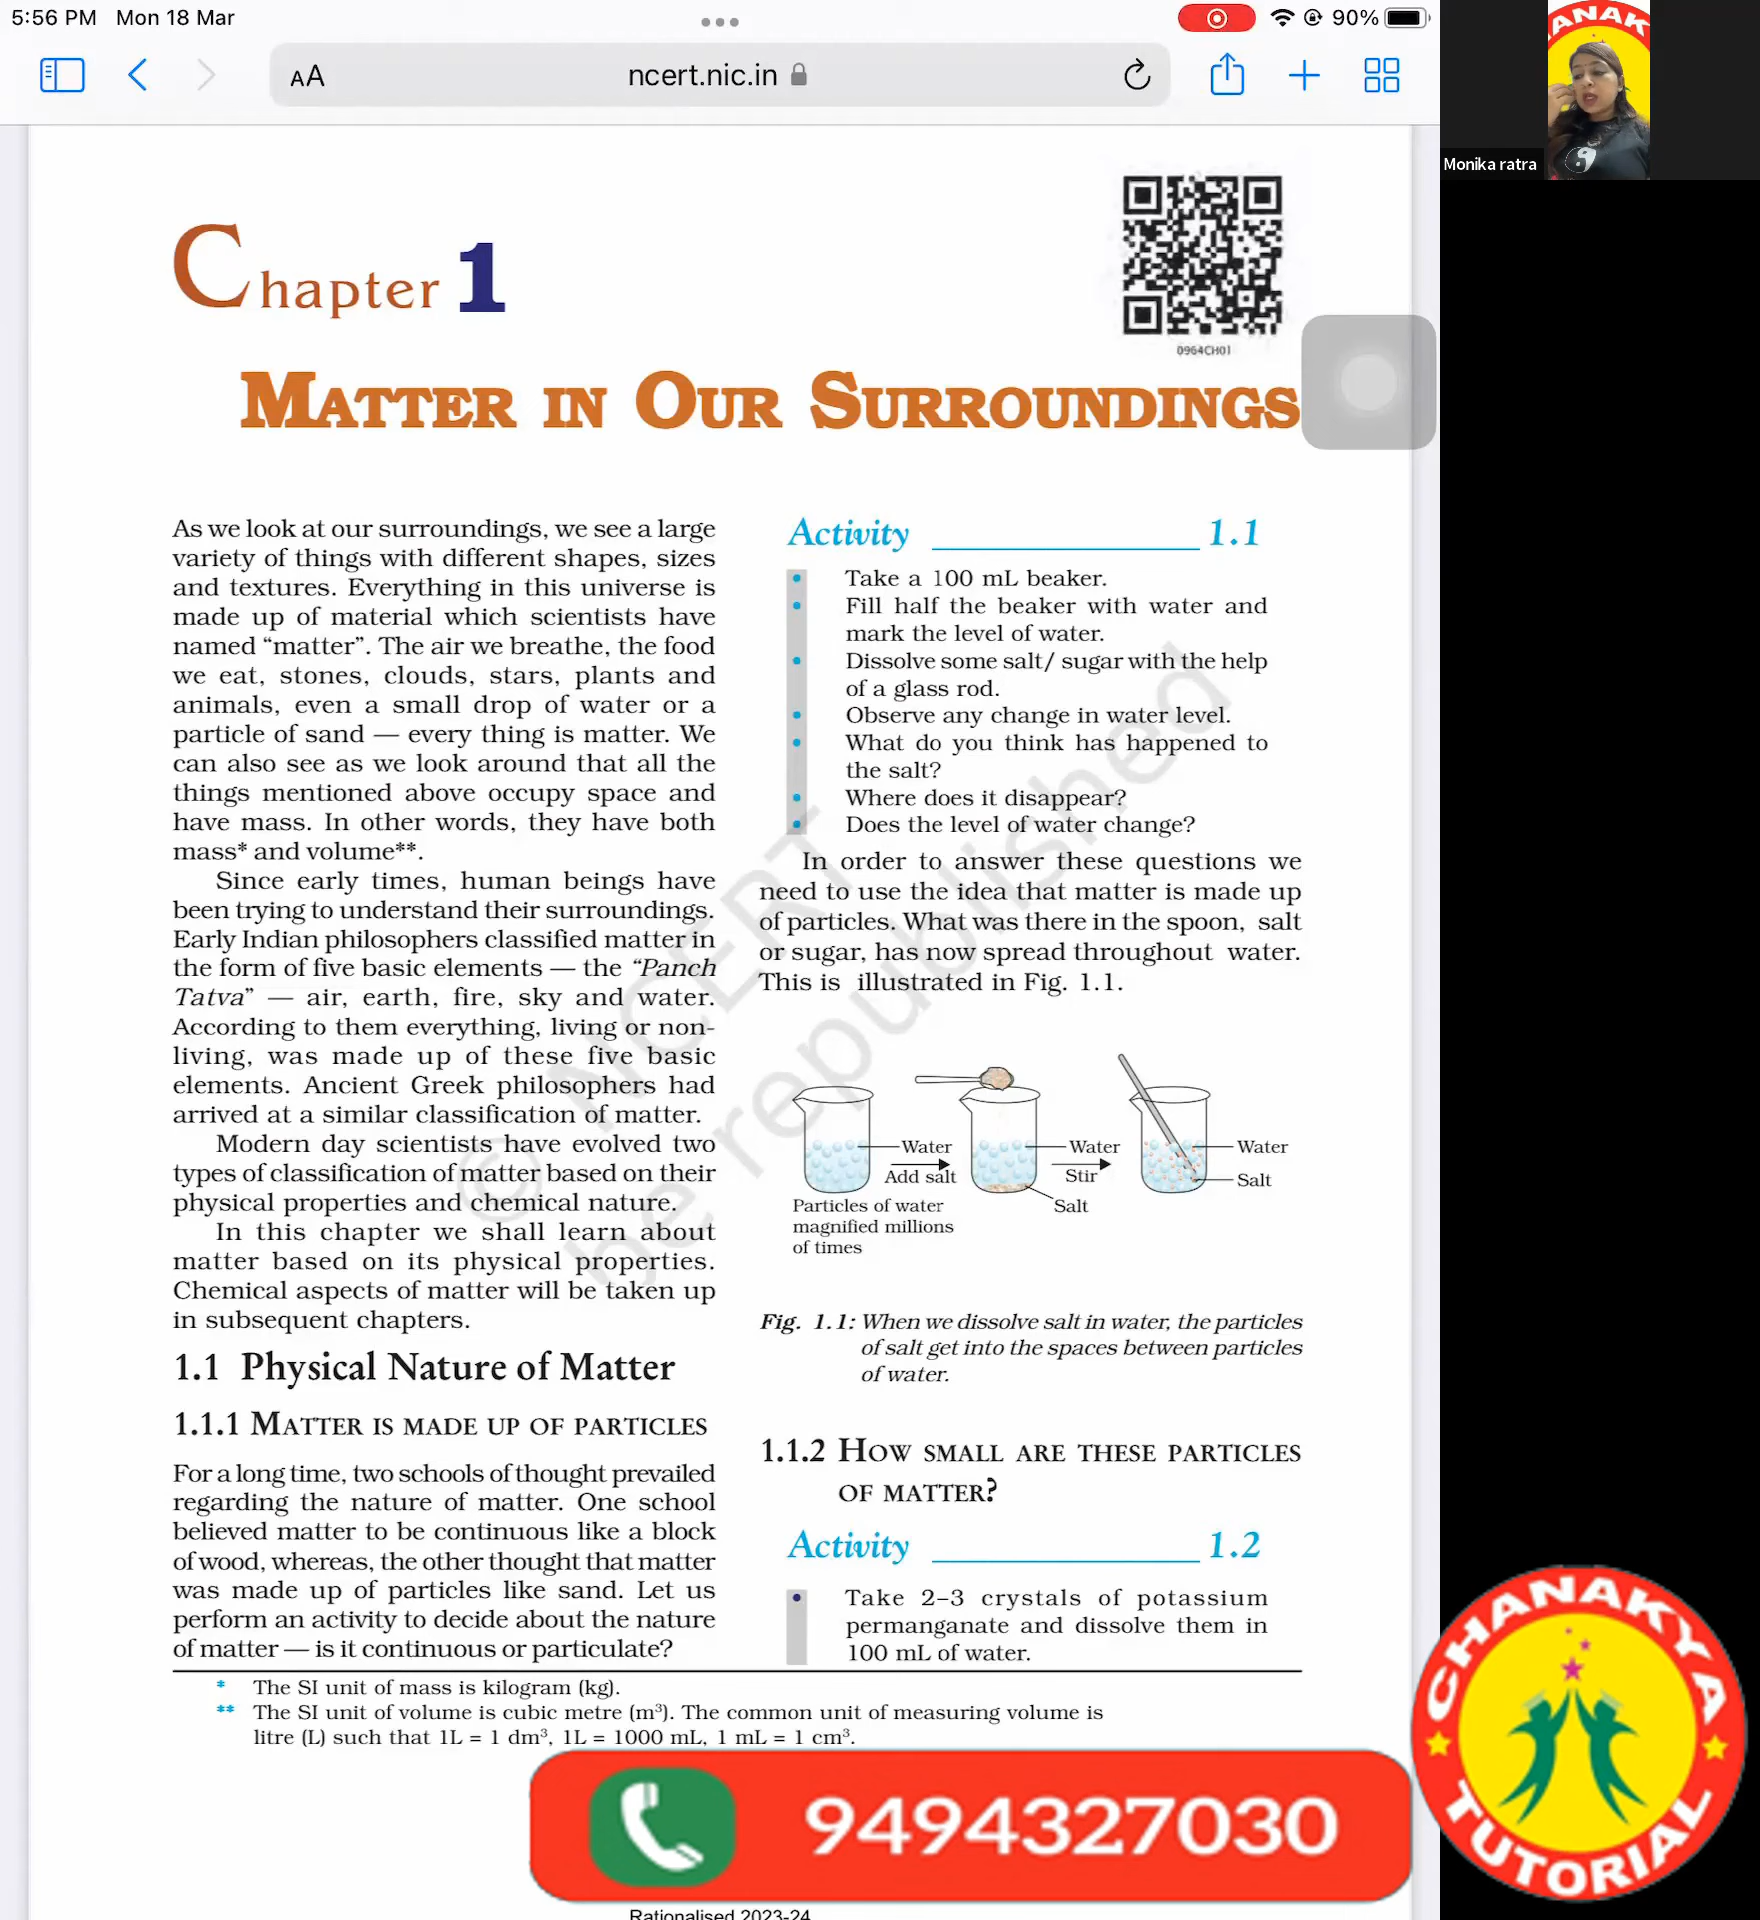 5:56 PM Mon 18 Mar
90%
AA
ncert.nic.in
CHANAK
Monika ratra
Chapter 1
0964CH01
MATTER IN OUR SURROUNDINGS
As we look at our surroundings, we see a large
variety of things with different shapes, sizes
and textures. Everything in this universe is
made up of material which scientists have
named “matter”. The air we breathe, the food
we eat, stones, clouds, stars, plants and
animals, even a small drop of water or a
particle of sand — every thing is matter. We
can also see as we look around that all the
things mentioned above occupy space and
have mass. In other words, they have both
mass* and volume**.
Since early times, human beings have
been trying to understand their surroundings.
Early Indian philosophers classified matter in
the form of five basic elements — the “Panch
Tatva” — air, earth, fire, sky and water.
According to them everything, living or non-
living, was made up of these five basic
elements. Ancient Greek philosophers had
arrived at a similar classification of matter.
Modern day scientists have evolved two
types of classification of matter based on their
physical properties and chemical nature.
In this chapter we shall learn about
matter based on its physical properties.
Chemical aspects of matter will be taken up
in subsequent chapters.
1.1 Physical Nature of Matter
1.1.1 MATTER IS MADE UP OF PARTICLES
For a long time, two schools of thought prevailed
regarding the nature of matter. One school
believed matter to be continuous like a block
of wood, whereas, the other thought that matter
was made up of particles like sand. Let us
perform an activity to decide about the nature
of matter — is it continuous or particulate?
Activity 1.1
• Take a 100 mL beaker.
• Fill half the beaker with water and
mark the level of water.
• Dissolve some salt/ sugar with the help
of a glass rod.
• Observe any change in water level.
• What do you think has happened to
the salt?
• Where does it disappear?
• Does the level of water change?
In order to answer these questions we
need to use the idea that matter is made up
of particles. What was there in the spoon, salt
or sugar, has now spread throughout water.
This is illustrated in Fig. 1.1.
Water
Add salt
Water
Stir
Salt
Water
Salt
Particles of water
magnified millions
of times
Fig. 1.1: When we dissolve salt in water, the particles
of salt get into the spaces between particles
of water.
1.1.2 HOW SMALL ARE THESE PARTICLES
OF MATTER?
Activity 1.2
• Take 2–3 crystals of potassium
permanganate and dissolve them in
100 mL of water.
* The SI unit of mass is kilogram (kg).
** The SI unit of volume is cubic metre (m³). The common unit of measuring volume is
litre (L) such that 1L = 1 dm³, 1L = 1000 mL, 1 mL = 1 cm³.
© NCERT
be republished
9494327030
CHANAKYA
TUTORIAL
Rationalised 2023-24